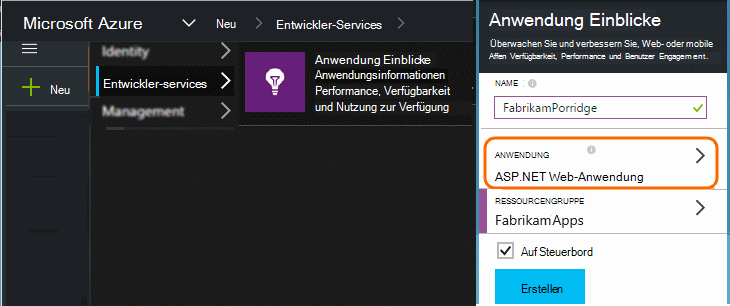 Microsoft Azure
Neu
Entwickler-Services
Identity
Neu
Entwickler-services
Management
Anwendung Einblicke
Anwendungsinformationen
Performance, Verfügbarkeit
und Nutzung zur Verfügung
Anwendung Einblicke
Überwachen Sie und verbessern Sie, Web- oder mobile
Affen Verfügbarkeit, Performance und Benutzer Engagement.
NAME
FabrikamPorridge
ANWENDUNG
ASP.NET Web-Anwendung
RESSOURCENGRUPPE
FabrikamApps
Auf Steuerbord
Erstellen